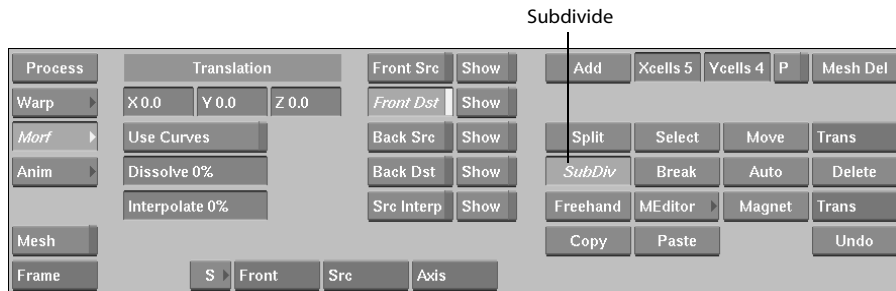 Subdivide
Process Translation Front Src Show Add Xcells 5 Ycells 4 P Mesh Del
Warp X 0.0 Y 0.0 Z 0.0 Front Dst Show
Morf Use Curves Back Src Show Split Select Move Trans
Anim Dissolve 0% Back Dst Show SubDiv Break Auto Delete
Interpolate 0% Src Interp Show Freehand MEditor Magnet Trans
Mesh Copy Paste Undo
Frame S Front Src Axis